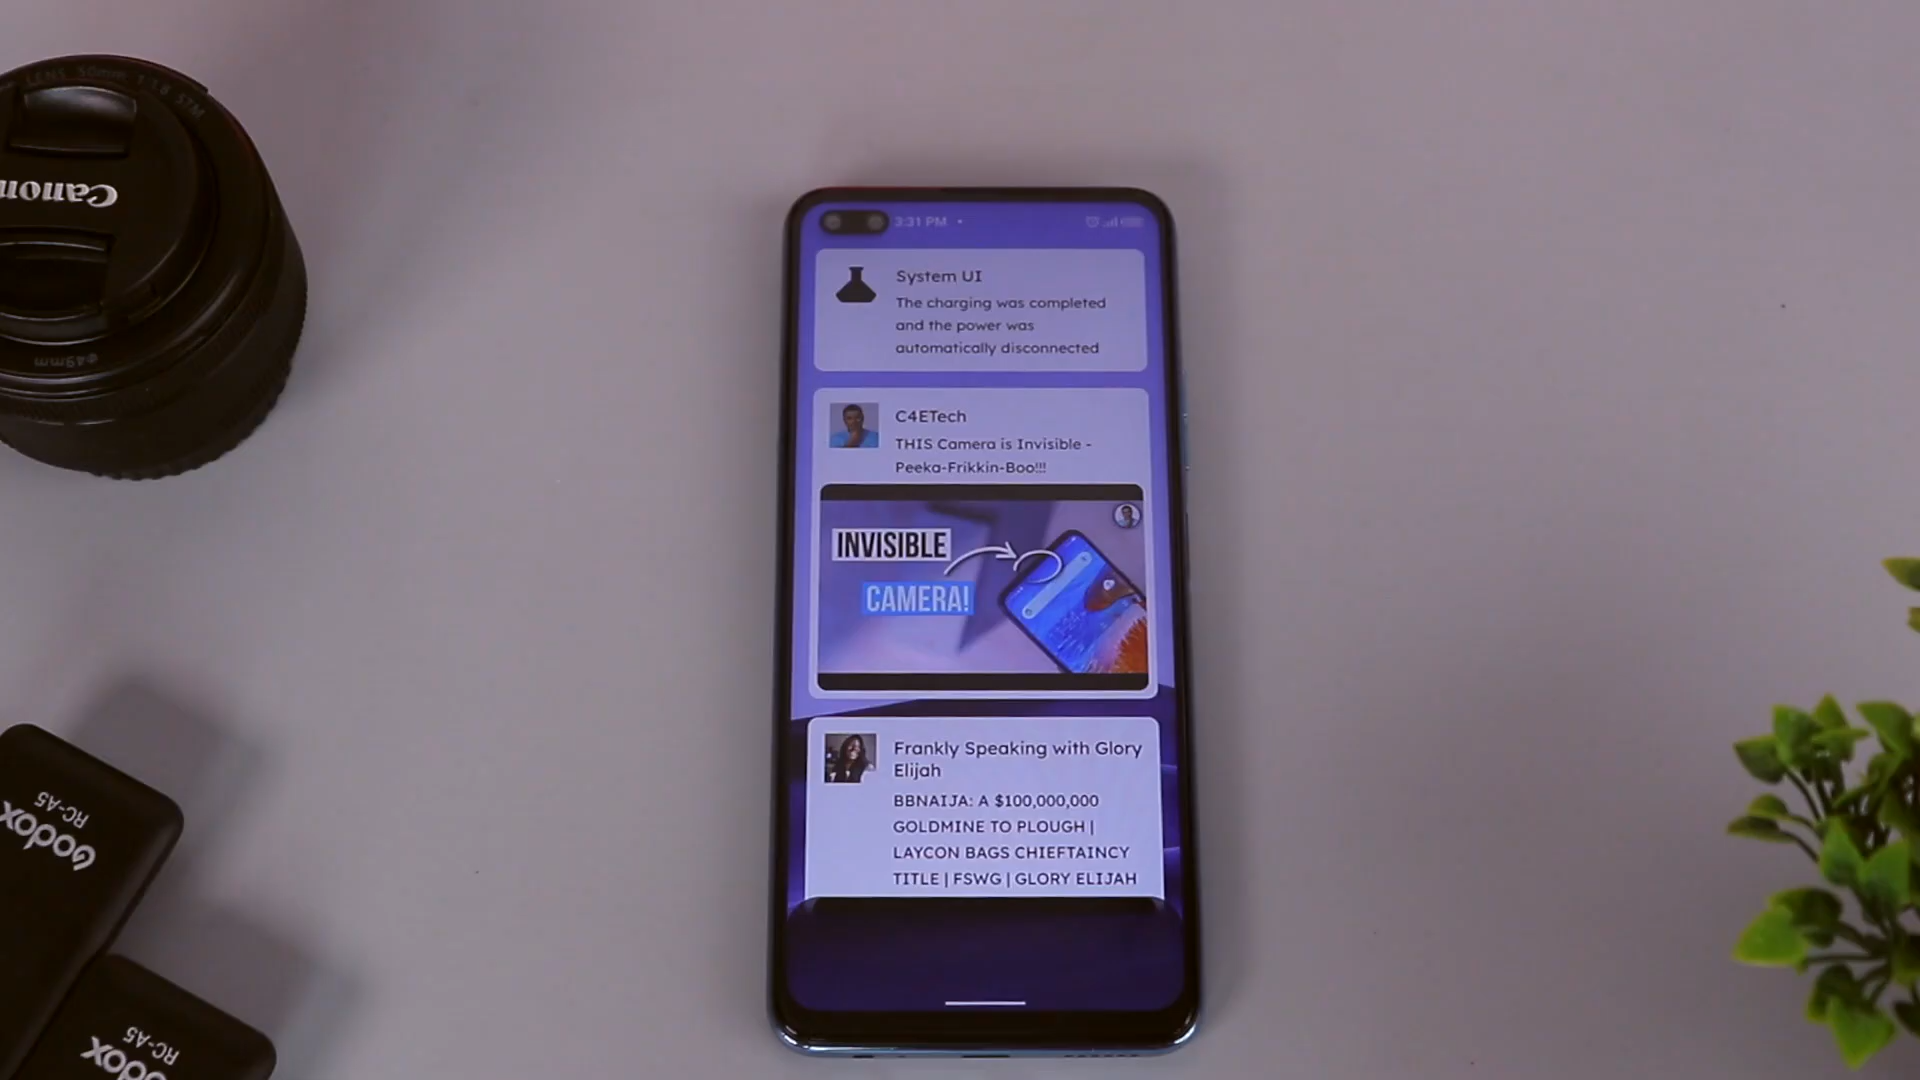 LENS 50mm 1:1.8 STM
Canon
Φ49mm
3:31 PM
System UI
The charging was completed
and the power was
automatically disconnected
C4ETech
THIS Camera is Invisible -
Peeka-Frikkin-Boo!!!
INVISIBLE
CAMERA!
Frankly Speaking with Glory
Elijah
BBNAIJA: A $100,000,000
GOLDMINE TO PLOUGH |
LAYCON BAGS CHIEFTAINCY
TITLE | FSWG | GLORY ELIJAH
RC-A5
Godox
RC-A5
Godox